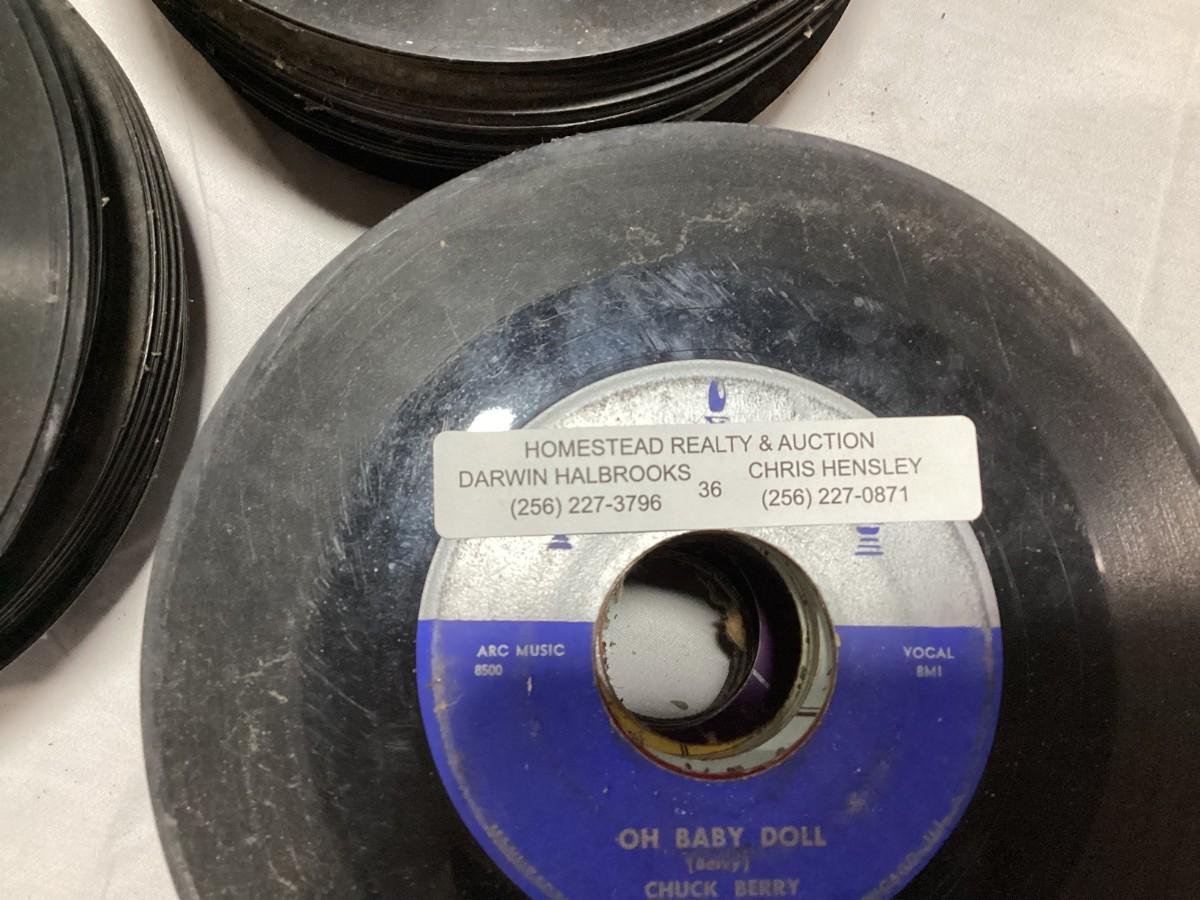 HOMESTEAD REALTY & AUCTION
DARWIN HALBROOKS 36 CHRIS HENSLEY
(256) 227-3796 (256) 227-0871
ARC MUSIC VOCAL
8500 BMI
OH BABY DOLL
(Berry)
CHUCK BERRY